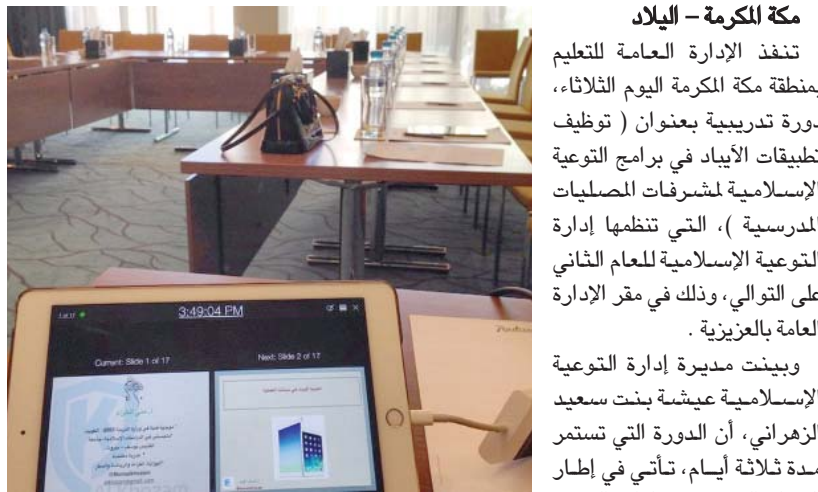 مكة المكرمة – البلاد
تنفذ الإدارة العامة للتعليم
بمنطقة مكة المكرمة اليوم الثلاثاء،
دورة تدريبية بعنوان ( توظيف
تطبيقات الآيباد في برامج التوعية
الإسلامية لمشرفات المصليات
المدرسية )، التي تنظمها إدارة
التوعية الإسلامية للعام الثاني
على التوالي، وذلك في مقر الإدارة
العامة بالعزيزية .
وبينت مديرة إدارة التوعية
الإسلامية عيشة بنت سعيد
الزهراني، أن الدورة التي تستمر
مدة ثلاثة أيام، تأتي في إطار
3:49:04 PM
Current: Slide 1 of 17
Next: Slide 2 of 17